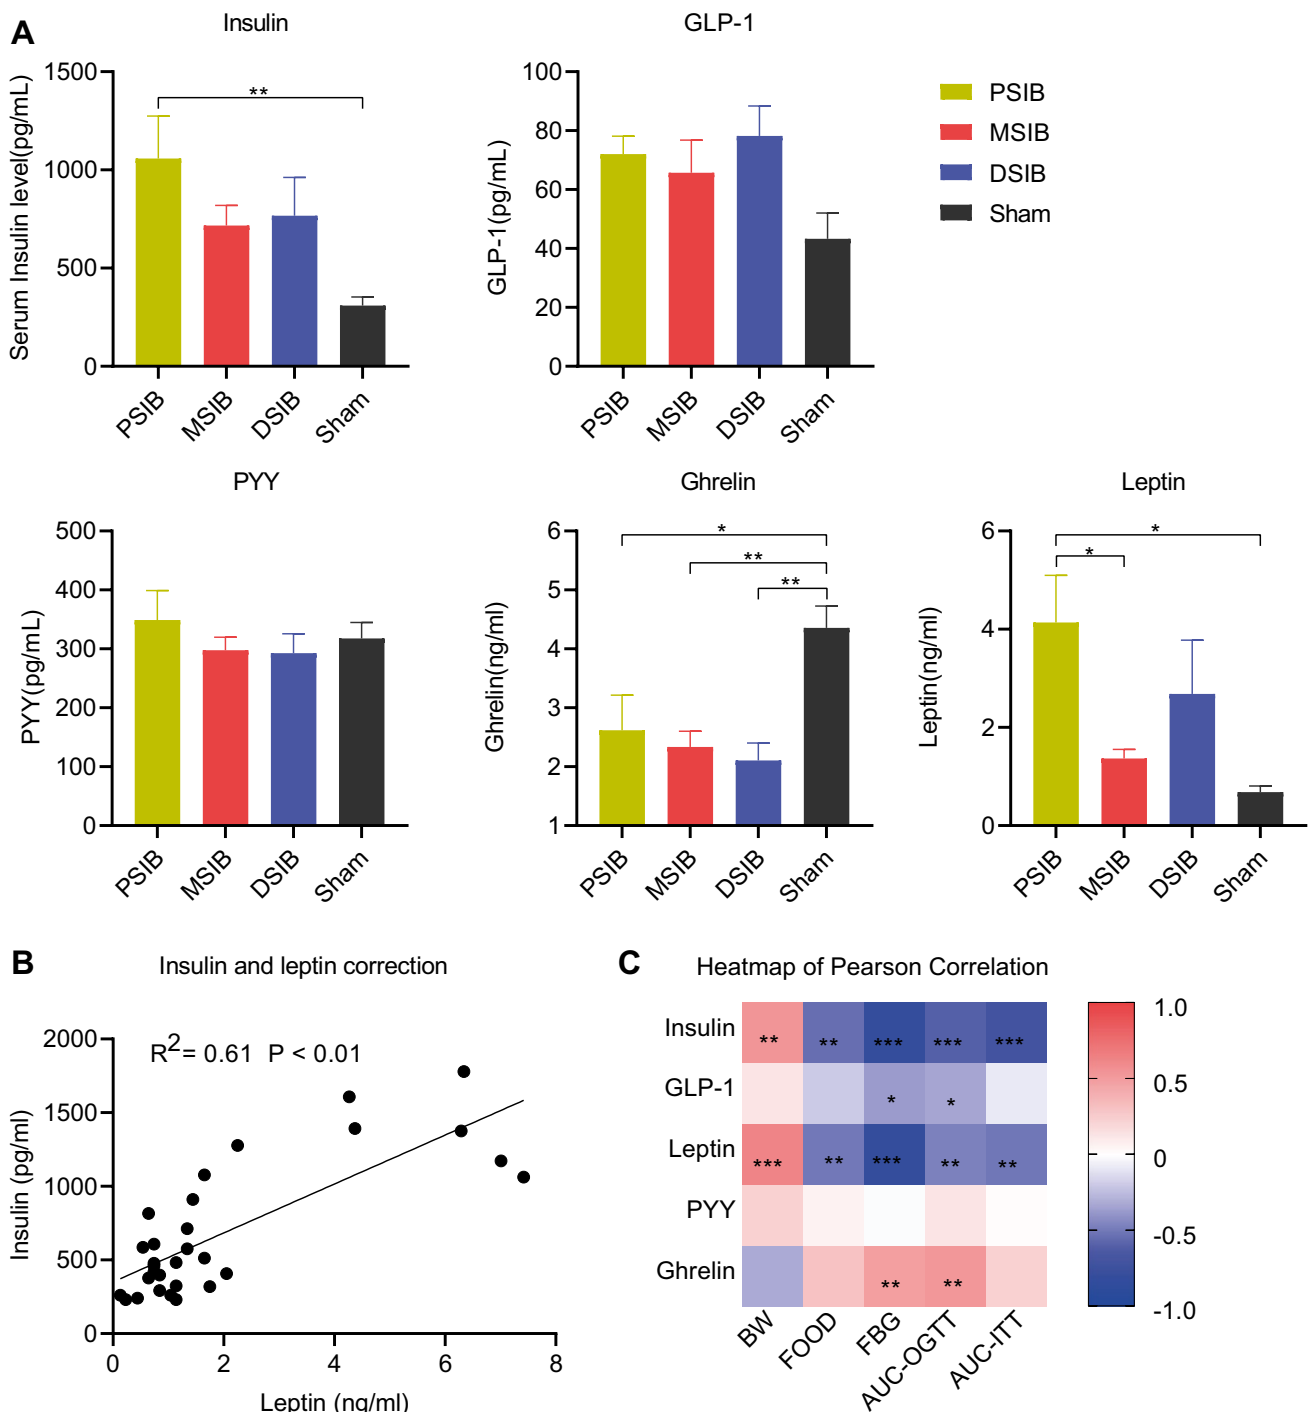 A
Insulin
Serum Insulin level(pg/mL)
1500
1000
500
0
**
PSIB
MSIB
DSIB
Sham
GLP-1
GLP-1(pg/mL)
100
80
60
40
20
0
PSIB
MSIB
DSIB
Sham
PSIB
MSIB
DSIB
Sham
PYY
PYY(pg/mL)
500
400
300
200
100
0
PSIB
MSIB
DSIB
Sham
Ghrelin
Ghrelin(ng/ml)
6
5
4
3
2
1
*
**
**
PSIB
MSIB
DSIB
Sham
Leptin
Leptin(ng/ml)
6
4
2
0
*
*
PSIB
MSIB
DSIB
Sham
B
Insulin and leptin correction
R2= 0.61 P < 0.01
Insulin (pg/ml)
2000
1500
1000
500
0
0 2 4 6 8
Leptin (ng/ml)
C
Heatmap of Pearson Correlation
Insulin ** ** *** *** ***
GLP-1 * *
Leptin *** ** *** ** **
PYY
Ghrelin ** **
BW
FOOD
FBG
AUC-OGTT
AUC-ITT
1.0
0.5
0
-0.5
-1.0